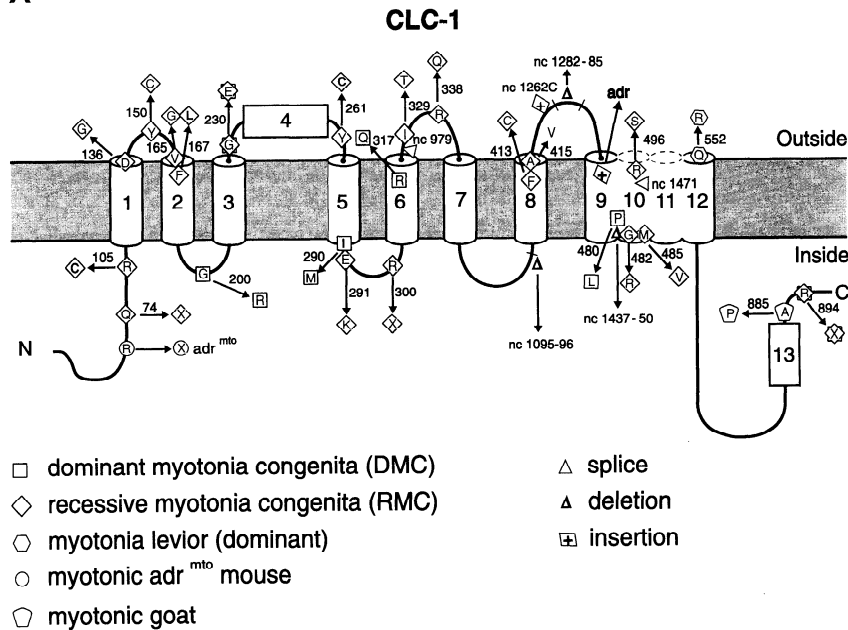 CLC-1
nc 1282-85
C E C T Q nc 1262C adr
G 150 G L 230 4 261 329 338 C S R
136 V 165 167 G V Q 317 I R nc 979 413 A 415 V 496 552 Outside
D V F R F R nc 1471 Q
1 2 3 5 6 7 8 9 10 11 12
I P G M Inside
C 105 R G 200 R 290 M E R 480 L 482 R 485 V
Q 74 X 291 K 300 X nc 1095-96 nc 1437-50 P 885 A R C 894 X
N R X adr mto 13
dominant myotonia congenita (DMC)
recessive myotonia congenita (RMC)
myotonia levior (dominant)
myotonic adr mto mouse
myotonic goat
splice
deletion
insertion